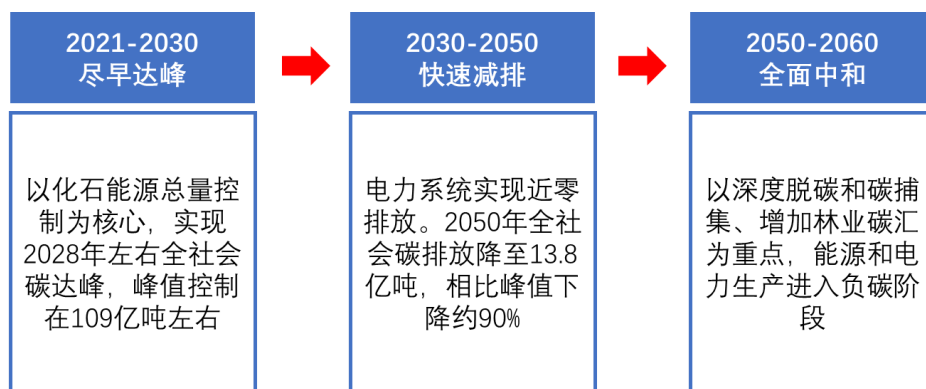 2021-2030
尽早达峰
2030-2050
快速减排
2050-2060
全面中和
以化石能源总量控
制为核心，实现
2028年左右全社会
碳达峰，峰值控制
在109亿吨左右
电力系统实现近零
排放。2050年全社
会碳排放降至13.8
亿吨，相比峰值下
降约90%
以深度脱碳和碳捕
集、增加林业碳汇
为重点，能源和电
力生产进入负碳阶
段